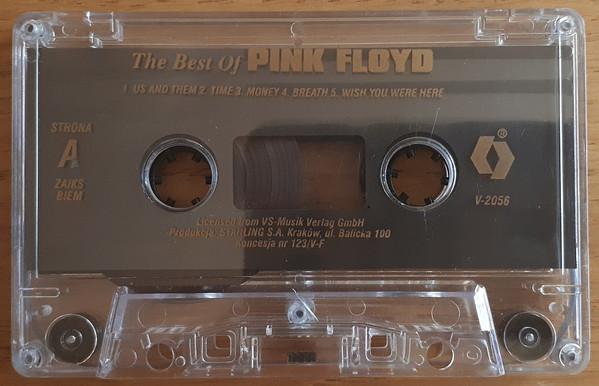 The Best Of PINK FLOYD
1. US AND THEM 2. TIME 3. MONEY 4. BREATH 5. WISH YOU WERE HERE
STRONA
A
ZAIKS
BIEM
®
V-2056
Licensed from VS-Musik Verlag GmbH
Produkcja: STARLING S.A. Kraków, ul. Balicka 100
Koncesja nr 123/V-F